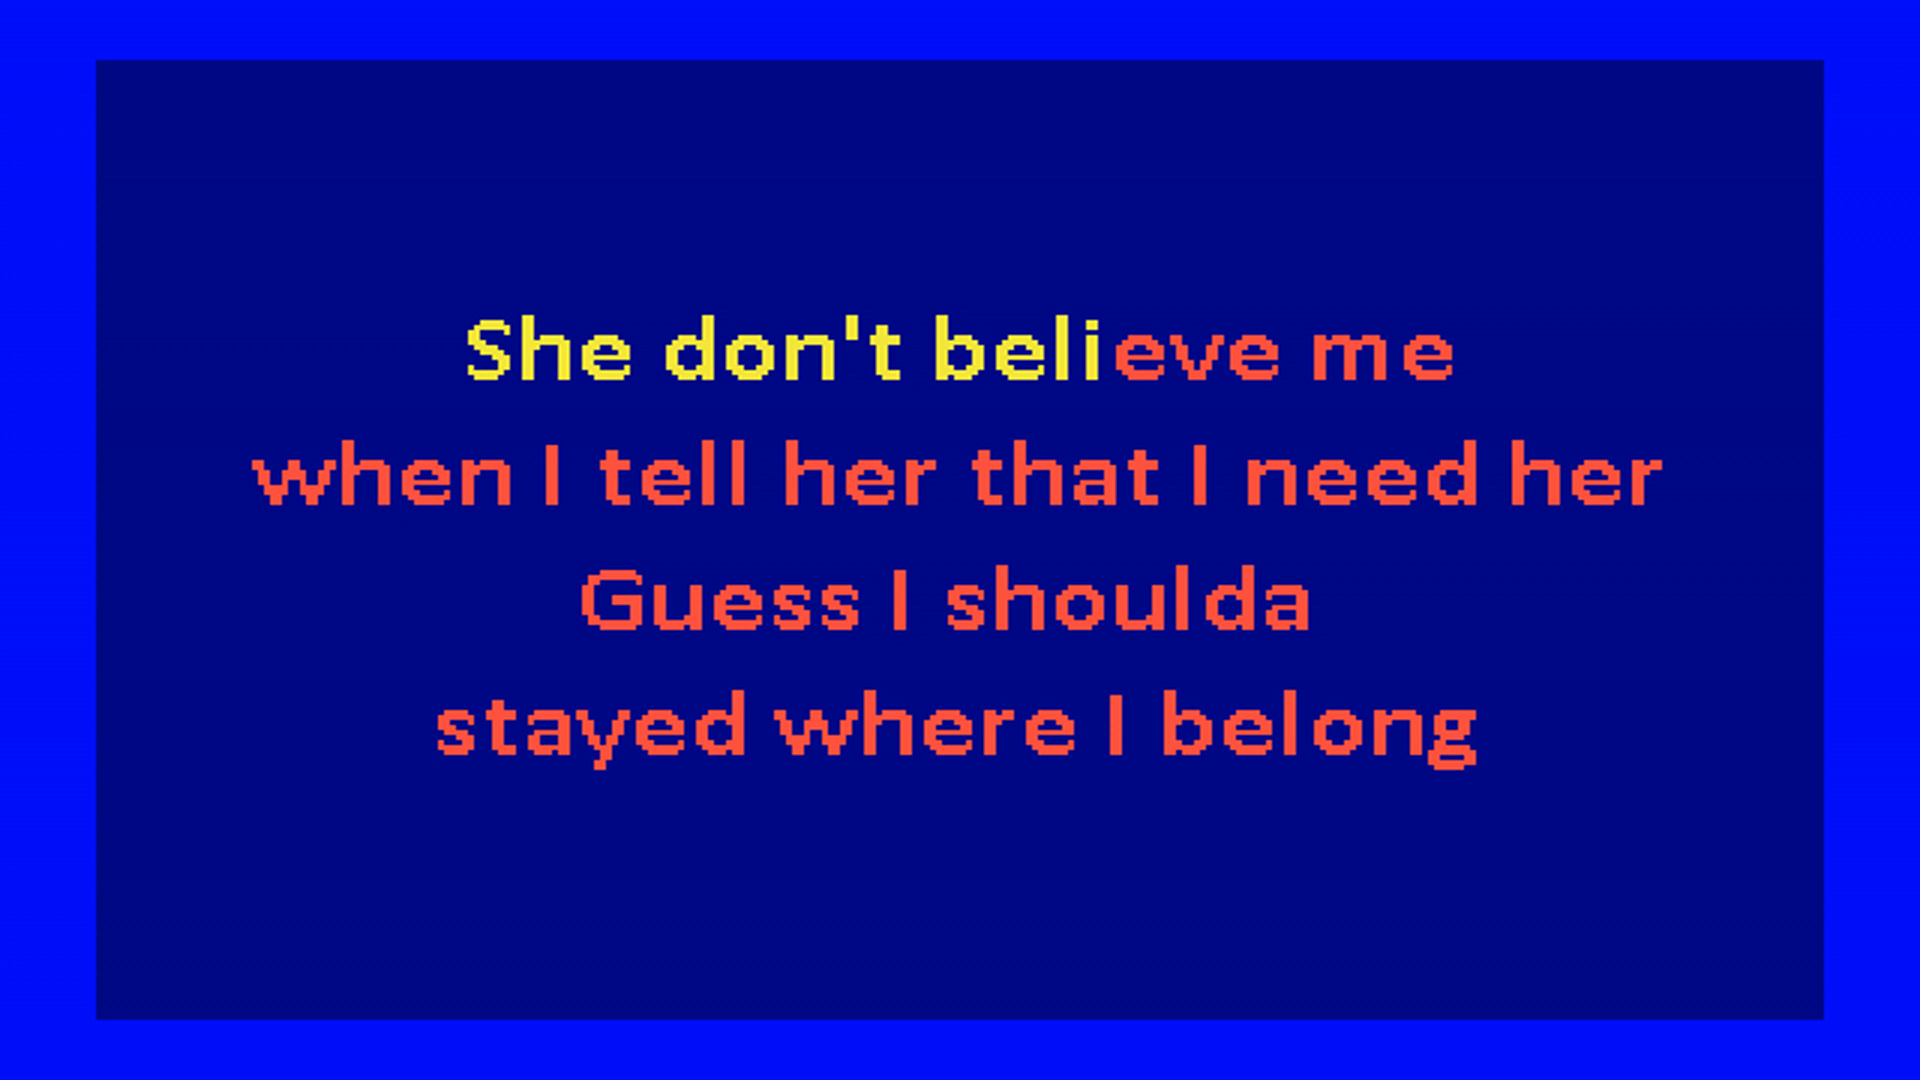 She don't believe me
when I tell her that I need her
Guess I shoulda
stayed where I belong